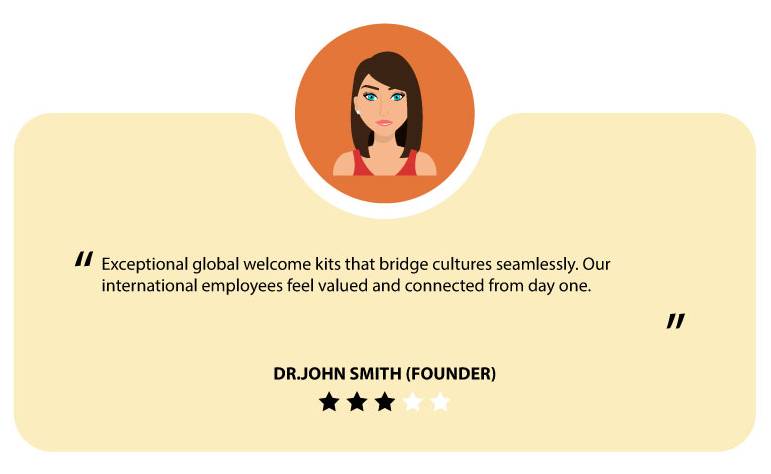 “ Exceptional global welcome kits that bridge cultures seamlessly. Our
international employees feel valued and connected from day one.
”
DR.JOHN SMITH (FOUNDER)